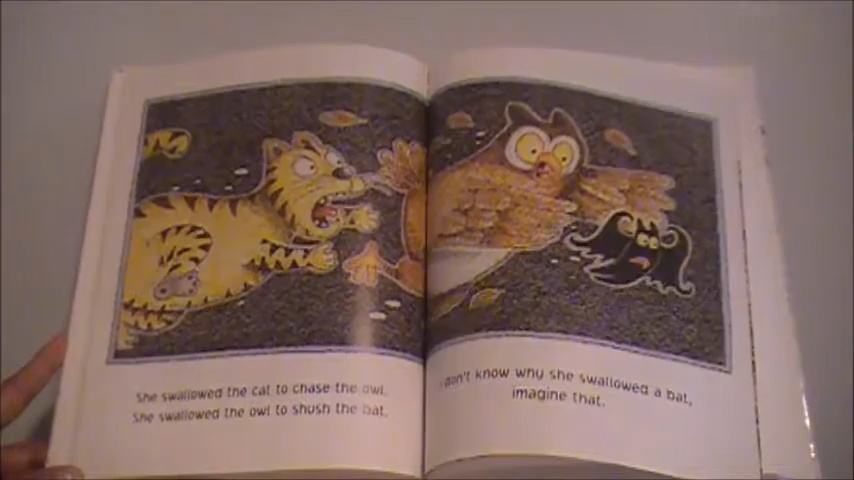 She swallowed the cat to chase the owl.
She swallowed the owl to shush the bat.
I don't know why she swallowed a bat,
imagine that.